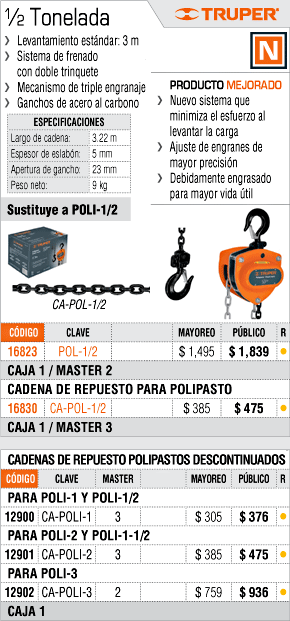 ½ Tonelada
TRUPER®
N
Levantamiento estándar: 3 m
Sistema de frenado
con doble trinquete
Mecanismo de triple engranaje
Ganchos de acero al carbono
ESPECIFICACIONES
Largo de cadena: 3.22 m
Espesor de eslabón: 5 mm
Apertura de gancho: 23 mm
Peso neto: 9 kg
Sustituye a POLI-1/2
PRODUCTO MEJORADO
Nuevo sistema que
minimiza el esfuerzo al
levantar la carga
Ajuste de engranes de
mayor precisión
Debidamente engrasado
para mayor vida útil
TRUPER
CA-POL-1/2
CÓDIGO CLAVE MAYOREO PÚBLICO R
16823 POL-1/2 $ 1,495 $ 1,839
CAJA 1 / MASTER 2
CADENA DE REPUESTO PARA POLIPASTO
16830 CA-POL-1/2 $ 385 $ 475
CAJA 1 / MASTER 3
CADENAS DE REPUESTO POLIPASTOS DESCONTINUADOS
CÓDIGO CLAVE MASTER MAYOREO PÚBLICO R
PARA POLI-1 Y POLI-1/2
12900 CA-POLI-1 3 $ 305 $ 376
PARA POLI-2 Y POLI-1-1/2
12901 CA-POLI-2 3 $ 385 $ 475
PARA POLI-3
12902 CA-POLI-3 2 $ 759 $ 936
CAJA 1